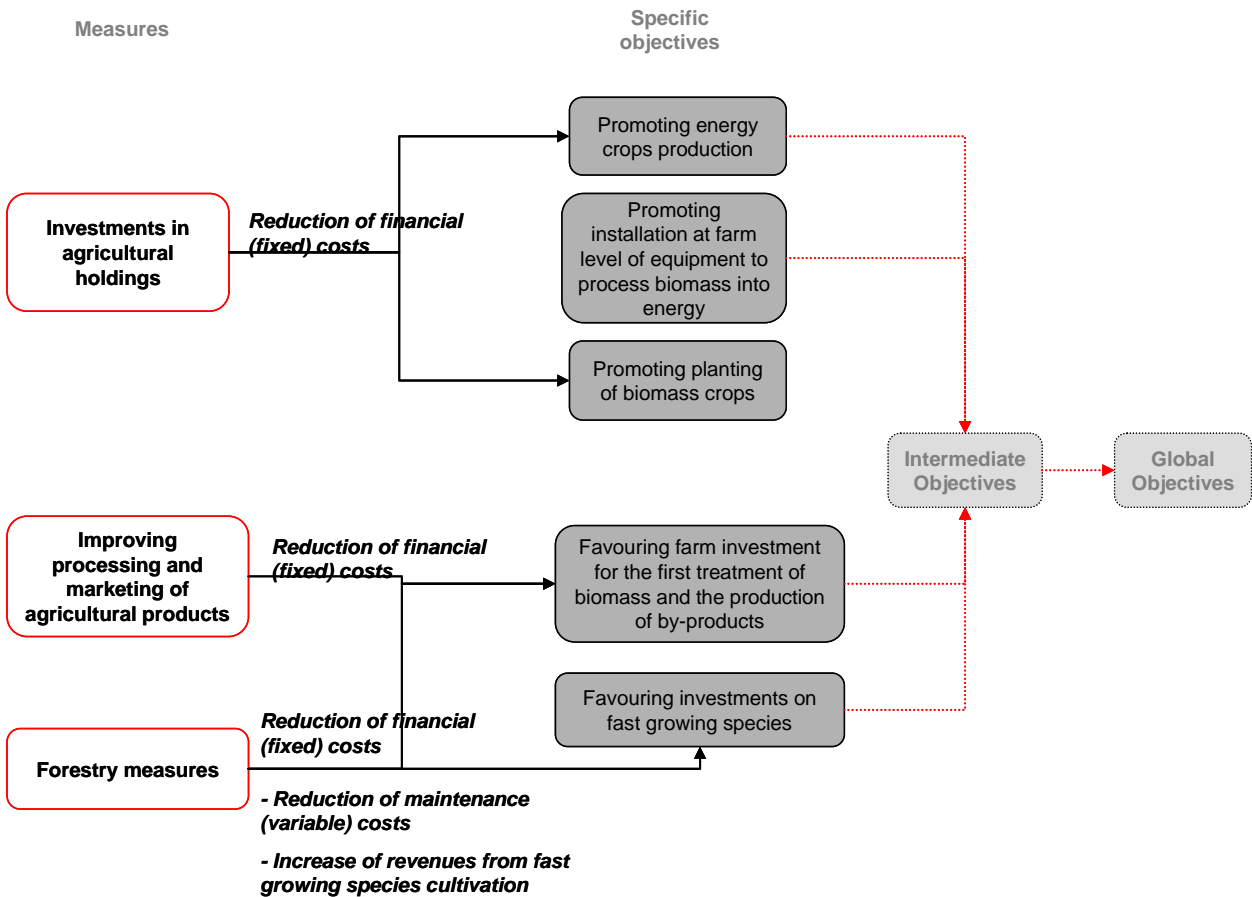 Measures
Specific
objectives
Promoting energy
crops production
Investments in
agricultural
holdings
Reduction of financial
(fixed) costs
Promoting
installation at farm
level of equipment to
process biomass into
energy
Promoting planting
of biomass crops
Intermediate
Objectives
Global
Objectives
Improving
processing and
marketing of
agricultural products
Reduction of financial
(fixed) costs
Favouring farm investment
for the first treatment of
biomass and the production
of by-products
Favouring investments on
fast growing species
Reduction of financial
(fixed) costs
Forestry measures
- Reduction of maintenance
(variable) costs
- Increase of revenues from fast
growing species cultivation